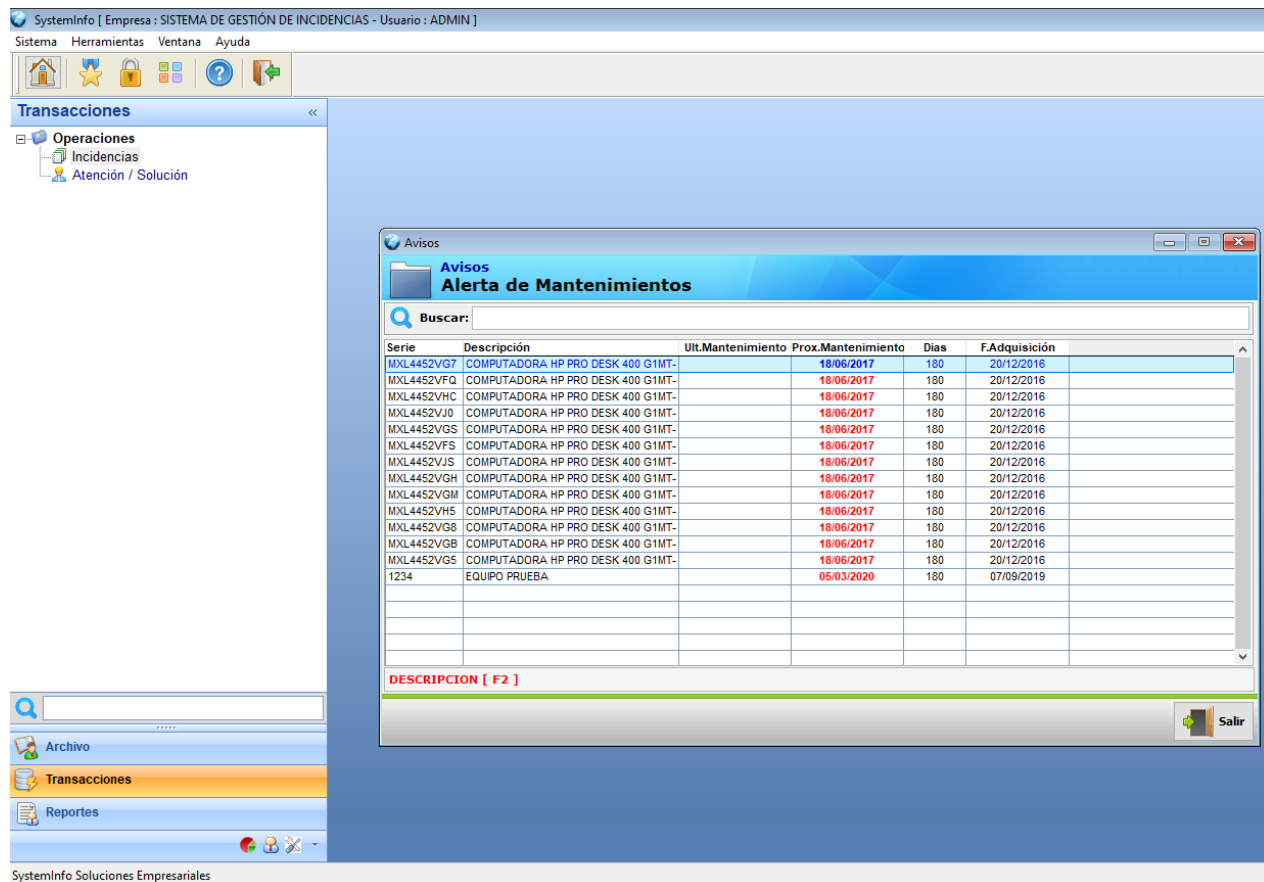 SystemInfo [ Empresa : SISTEMA DE GESTIÓN DE INCIDENCIAS - Usuario : ADMIN ]
Sistema Herramientas Ventana Ayuda
Transacciones «
Operaciones
Incidencias
Atención / Solución
Avisos
Avisos
Alerta de Mantenimientos
Buscar:
Serie Descripción Ult.Mantenimiento Prox.Mantenimiento Dias F.Adquisición
MXL4452VG7 COMPUTADORA HP PRO DESK 400 G1MT- 18/06/2017 180 20/12/2016
MXL4452VFQ COMPUTADORA HP PRO DESK 400 G1MT- 18/06/2017 180 20/12/2016
MXL4452VHC COMPUTADORA HP PRO DESK 400 G1MT- 18/06/2017 180 20/12/2016
MXL4452VJ0 COMPUTADORA HP PRO DESK 400 G1MT- 18/06/2017 180 20/12/2016
MXL4452VGS COMPUTADORA HP PRO DESK 400 G1MT- 18/06/2017 180 20/12/2016
MXL4452VFS COMPUTADORA HP PRO DESK 400 G1MT- 18/06/2017 180 20/12/2016
MXL4452VJS COMPUTADORA HP PRO DESK 400 G1MT- 18/06/2017 180 20/12/2016
MXL4452VGH COMPUTADORA HP PRO DESK 400 G1MT- 18/06/2017 180 20/12/2016
MXL4452VGM COMPUTADORA HP PRO DESK 400 G1MT- 18/06/2017 180 20/12/2016
MXL4452VH5 COMPUTADORA HP PRO DESK 400 G1MT- 18/06/2017 180 20/12/2016
MXL4452VG8 COMPUTADORA HP PRO DESK 400 G1MT- 18/06/2017 180 20/12/2016
MXL4452VGB COMPUTADORA HP PRO DESK 400 G1MT- 18/06/2017 180 20/12/2016
MXL4452VG5 COMPUTADORA HP PRO DESK 400 G1MT- 18/06/2017 180 20/12/2016
1234 EQUIPO PRUEBA 05/03/2020 180 07/09/2019
DESCRIPCION [ F2 ]
Salir
Archivo
Transacciones
Reportes
SystemInfo Soluciones Empresariales